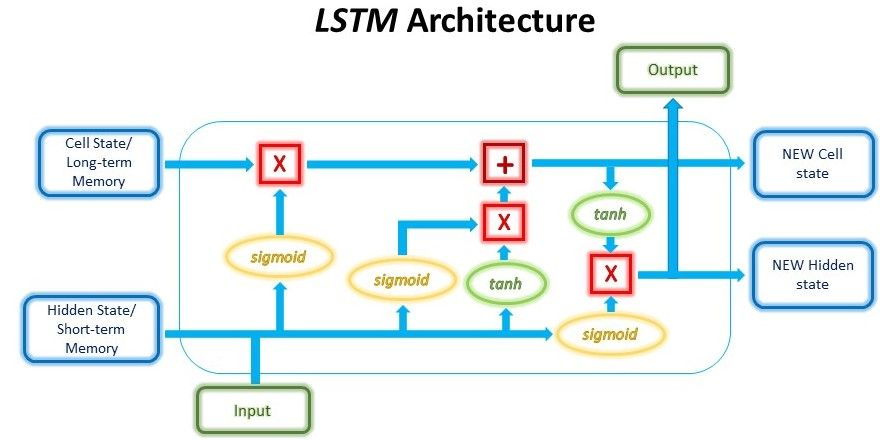 LSTM Architecture
Output
Cell State/
Long-term
Memory
X
+
NEW Cell
state
tanh
X
sigmoid
sigmoid
tanh
X
NEW Hidden
state
Hidden State/
Short-term
Memory
sigmoid
Input